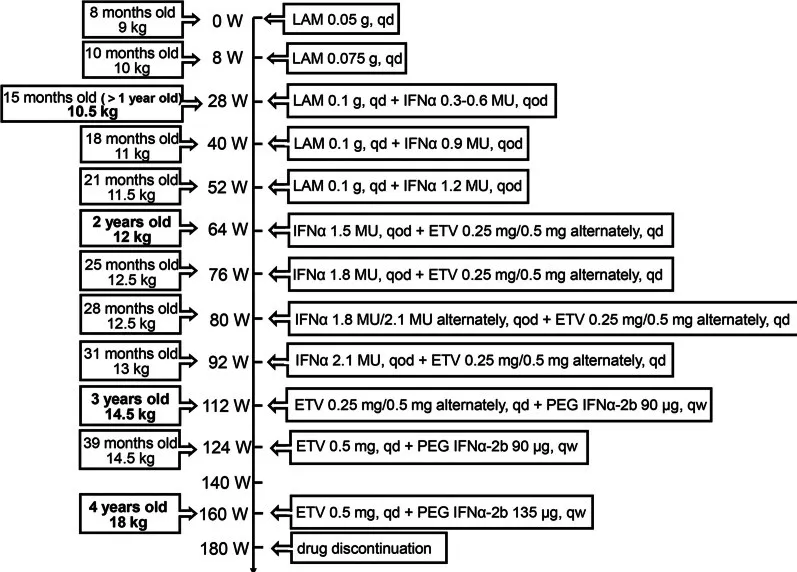 8 months old
9 kg
0 W
LAM 0.05 g, qd
10 months old
10 kg
8 W
LAM 0.075 g, qd
15 months old (>1 year old)
10.5 kg
28 W
LAM 0.1 g, qd + IFNα 0.3-0.6 MU, qod
18 months old
11 kg
40 W
LAM 0.1 g, qd + IFNα 0.9 MU, qod
21 months old
11.5 kg
52 W
LAM 0.1 g, qd + IFNα 1.2 MU, qod
2 years old
12 kg
64 W
IFNα 1.5 MU, qod + ETV 0.25 mg/0.5 mg alternately, qd
25 months old
12.5 kg
76 W
IFNα 1.8 MU, qod + ETV 0.25 mg/0.5 mg alternately, qd
28 months old
12.5 kg
80 W
IFNα 1.8 MU/2.1 MU alternately, qod + ETV 0.25 mg/0.5 mg alternately, qd
31 months old
13 kg
92 W
IFNα 2.1 MU, qod + ETV 0.25 mg/0.5 mg alternately, qd
3 years old
14.5 kg
112 W
ETV 0.25 mg/0.5 mg alternately, qd + PEG IFNα-2b 90 µg, qw
39 months old
14.5 kg
124 W
ETV 0.5 mg, qd + PEG IFNα-2b 90 µg, qw
140 W
4 years old
18 kg
160 W
ETV 0.5 mg, qd + PEG IFNα-2b 135 µg, qw
180 W
drug discontinuation